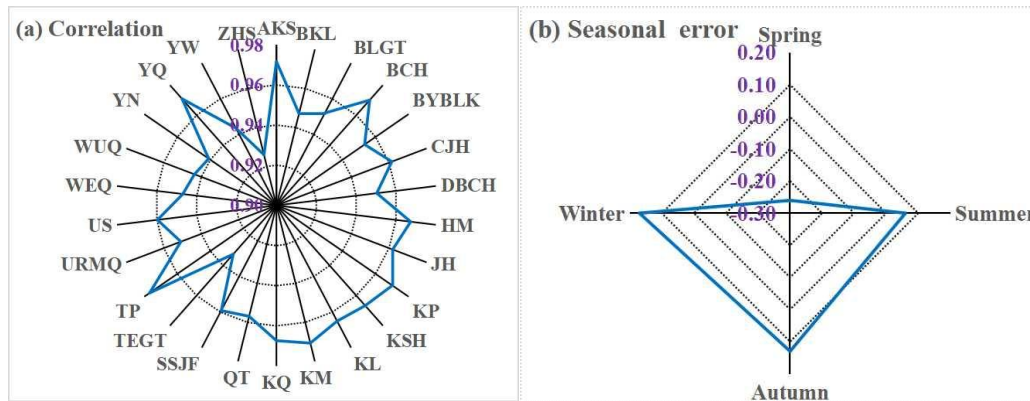 (a) Correlation
ZHS
AKS
BKL
BLGT
BCH
BYBLK
CJH
DBCH
HM
JH
KP
KSH
KL
KM
KQ
QT
SSJF
TEGT
TP
URMQ
US
WEQ
WUQ
YN
YQ
YW
0.98
0.96
0.94
0.92
0.90
(b) Seasonal error
Spring
0.20
0.10
0.00
-0.10
-0.20
-0.30
Winter
Summer
Autumn